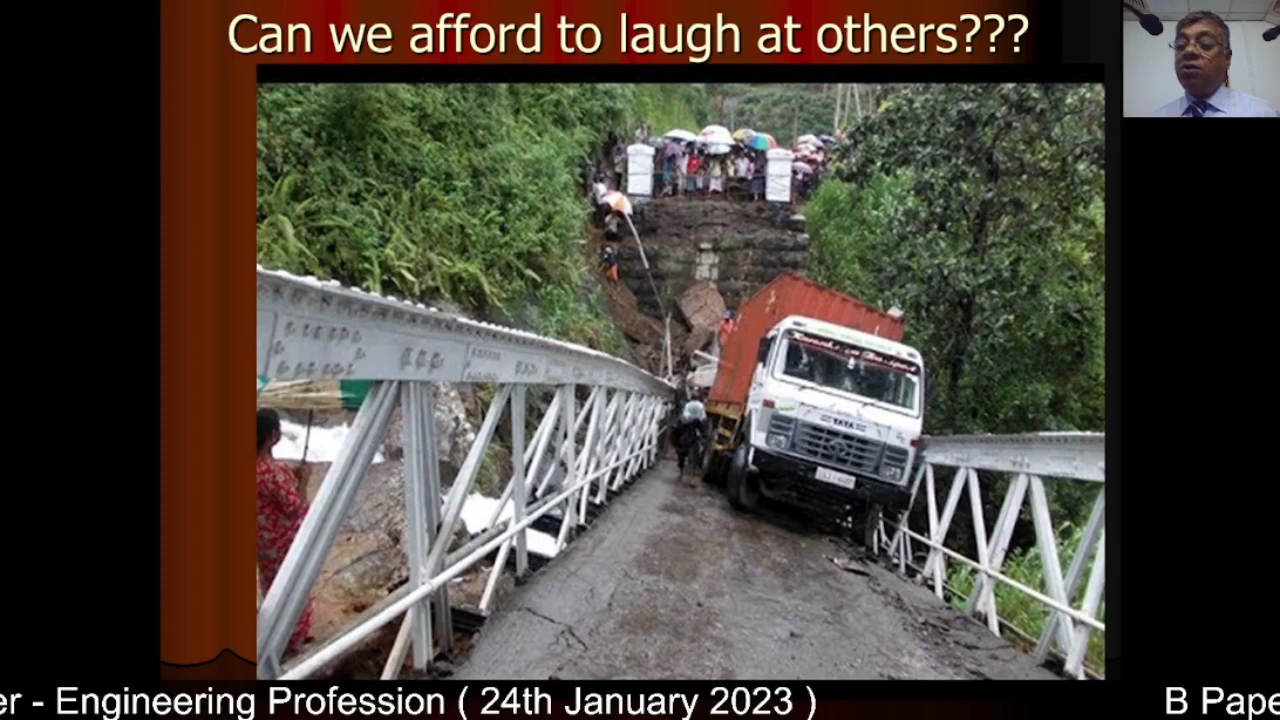 Can we afford to laugh at others???
TATA
er - Engineering Profession ( 24th January 2023 )
B Pape